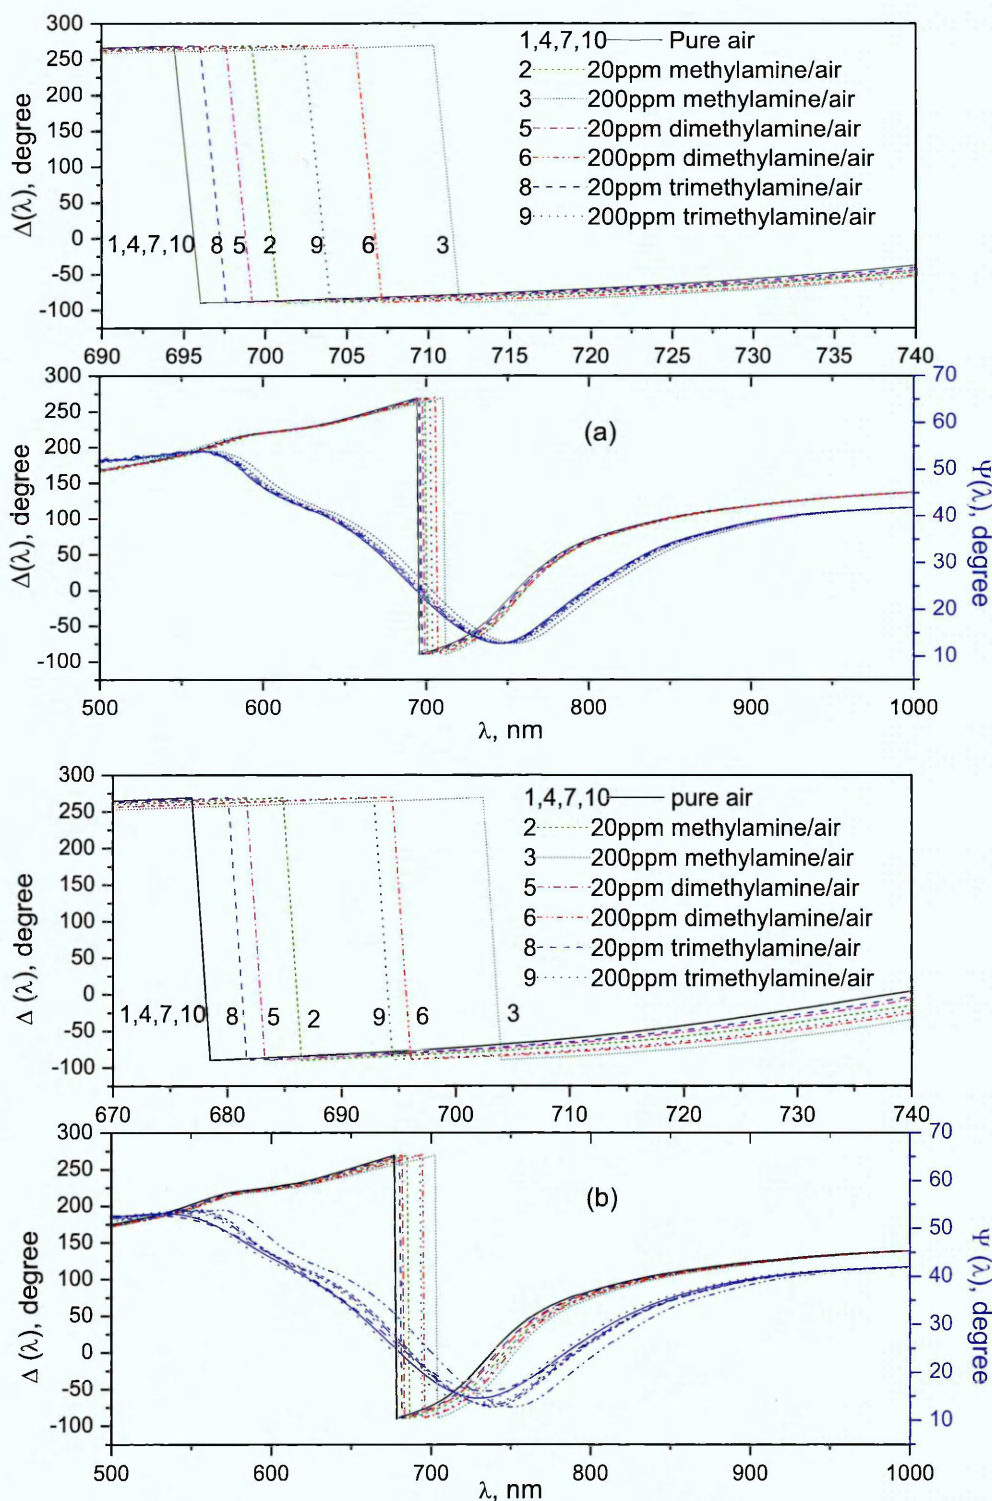 300
250
200
150
100
50
0
-50
-100
Δ(λ), degree
1,4,7,10 Pure air
2 20ppm methylamine/air
3 200ppm methylamine/air
5 20ppm dimethylamine/air
6 200ppm dimethylamine/air
8 20ppm trimethylamine/air
9 200ppm trimethylamine/air
1,4,7,10 8 5 2 9 6 3
690 695 700 705 710 715 720 725 730 735 740
300
250
200
150
100
50
0
-50
-100
Δ(λ), degree
(a)
70
60
50
40
30
20
10
Ψ(λ), degree
500 600 700 800 900 1000
λ, nm
300
250
200
150
100
50
0
-50
-100
Δ (λ), degree
1,4,7,10 pure air
2 20ppm methylamine/air
3 200ppm methylamine/air
5 20ppm dimethylamine/air
6 200ppm dimethylamine/air
8 20ppm trimethylamine/air
9 200ppm trimethylamine/air
1,4,7,10 8 5 2 9 6 3
670 680 690 700 710 720 730 740
300
250
200
150
100
50
0
-50
-100
Δ (λ), degree
(b)
70
60
50
40
30
20
10
Ψ (λ), degree
500 600 700 800 900 1000
λ, nm